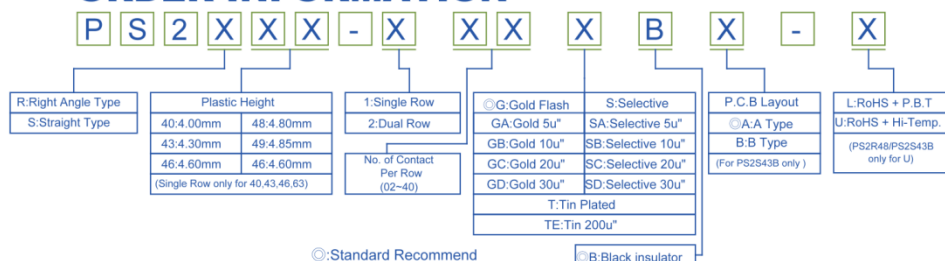 ORDER INFORMATION
P S 2 X X X - X X X X B X - X
R:Right Angle Type
S:Straight Type
Plastic Height
40:4.00mm 48:4.80mm
43:4.30mm 49:4.85mm
46:4.60mm 46:4.60mm
(Single Row only for 40,43,46,63)
1:Single Row
2:Dual Row
No. of Contact
Per Row
(02~40)
◎G:Gold Flash S:Selective
GA:Gold 5u" SA:Selective 5u"
GB:Gold 10u" SB:Selective 10u"
GC:Gold 20u" SC:Selective 20u"
GD:Gold 30u" SD:Selective 30u"
T:Tin Plated
TE:Tin 200u"
P.C.B Layout
◎A:A Type
B:B Type
(For PS2S43B only )
L:RoHS + P.B.T
U:RoHS + Hi-Temp.
(PS2R48/PS2S43B
only for U)
◎:Standard Recommend
◎B:Black insulator